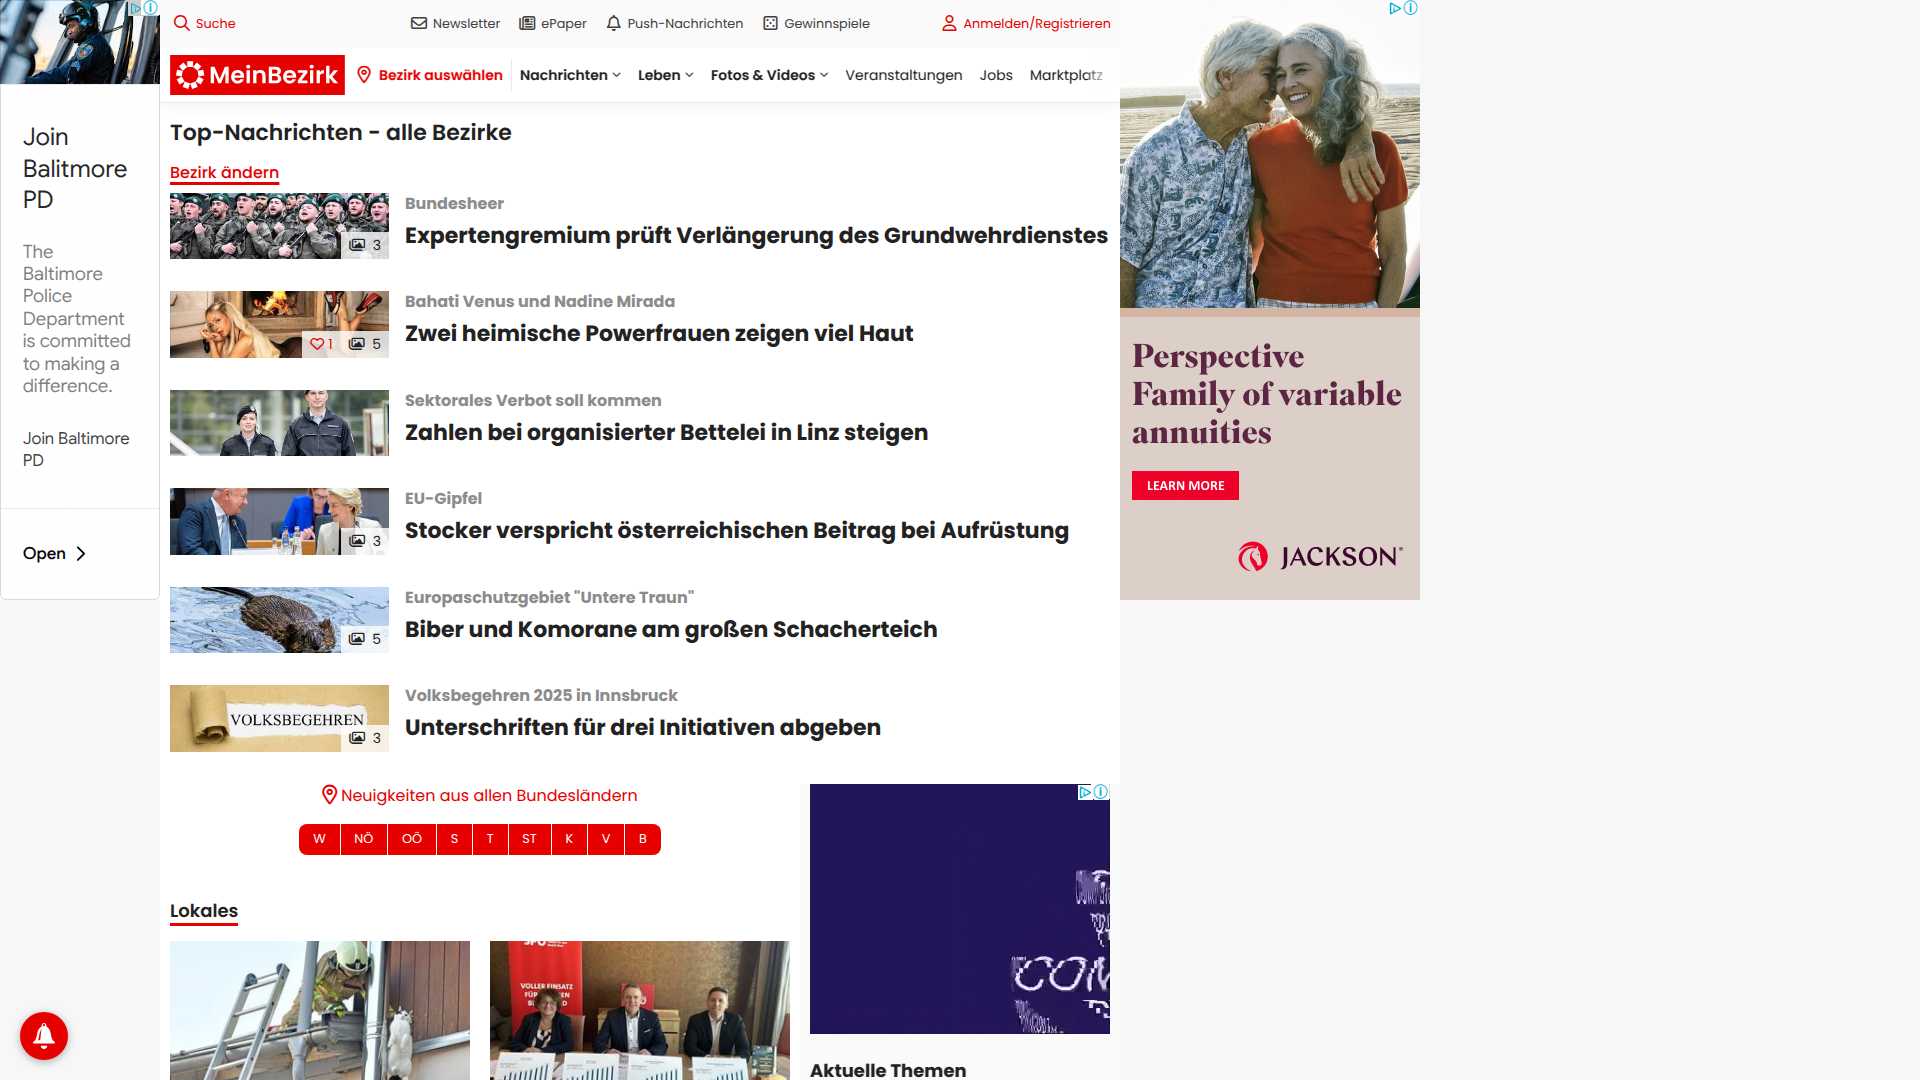 Suche
Newsletter
ePaper
Push-Nachrichten
Gewinnspiele
Anmelden/Registrieren
MeinBezirk
Bezirk auswählen
Nachrichten
Leben
Fotos & Videos
Veranstaltungen
Jobs
Marktplatz
Join
Balitmore
PD
The
Baltimore
Police
Department
is committed
to making a
difference.
Join Baltimore
PD
Open
Top-Nachrichten - alle Bezirke
Bezirk ändern
3
Bundesheer
Expertengremium prüft Verlängerung des Grundwehrdienstes
1 5
Bahati Venus und Nadine Mirada
Zwei heimische Powerfrauen zeigen viel Haut
Sektorales Verbot soll kommen
Zahlen bei organisierter Bettelei in Linz steigen
3
EU-Gipfel
Stocker verspricht österreichischen Beitrag bei Aufrüstung
5
Europaschutzgebiet "Untere Traun"
Biber und Komorane am großen Schacherteich
VOLKSBEGEHREN
3
Volksbegehren 2025 in Innsbruck
Unterschriften für drei Initiativen abgeben
Neuigkeiten aus allen Bundesländern
W NÖ OÖ S T ST K V B
Lokales
VOLLER EINSATZ
Aktuelle Themen
Perspective
Family of variable
annuities
LEARN MORE
JACKSON®